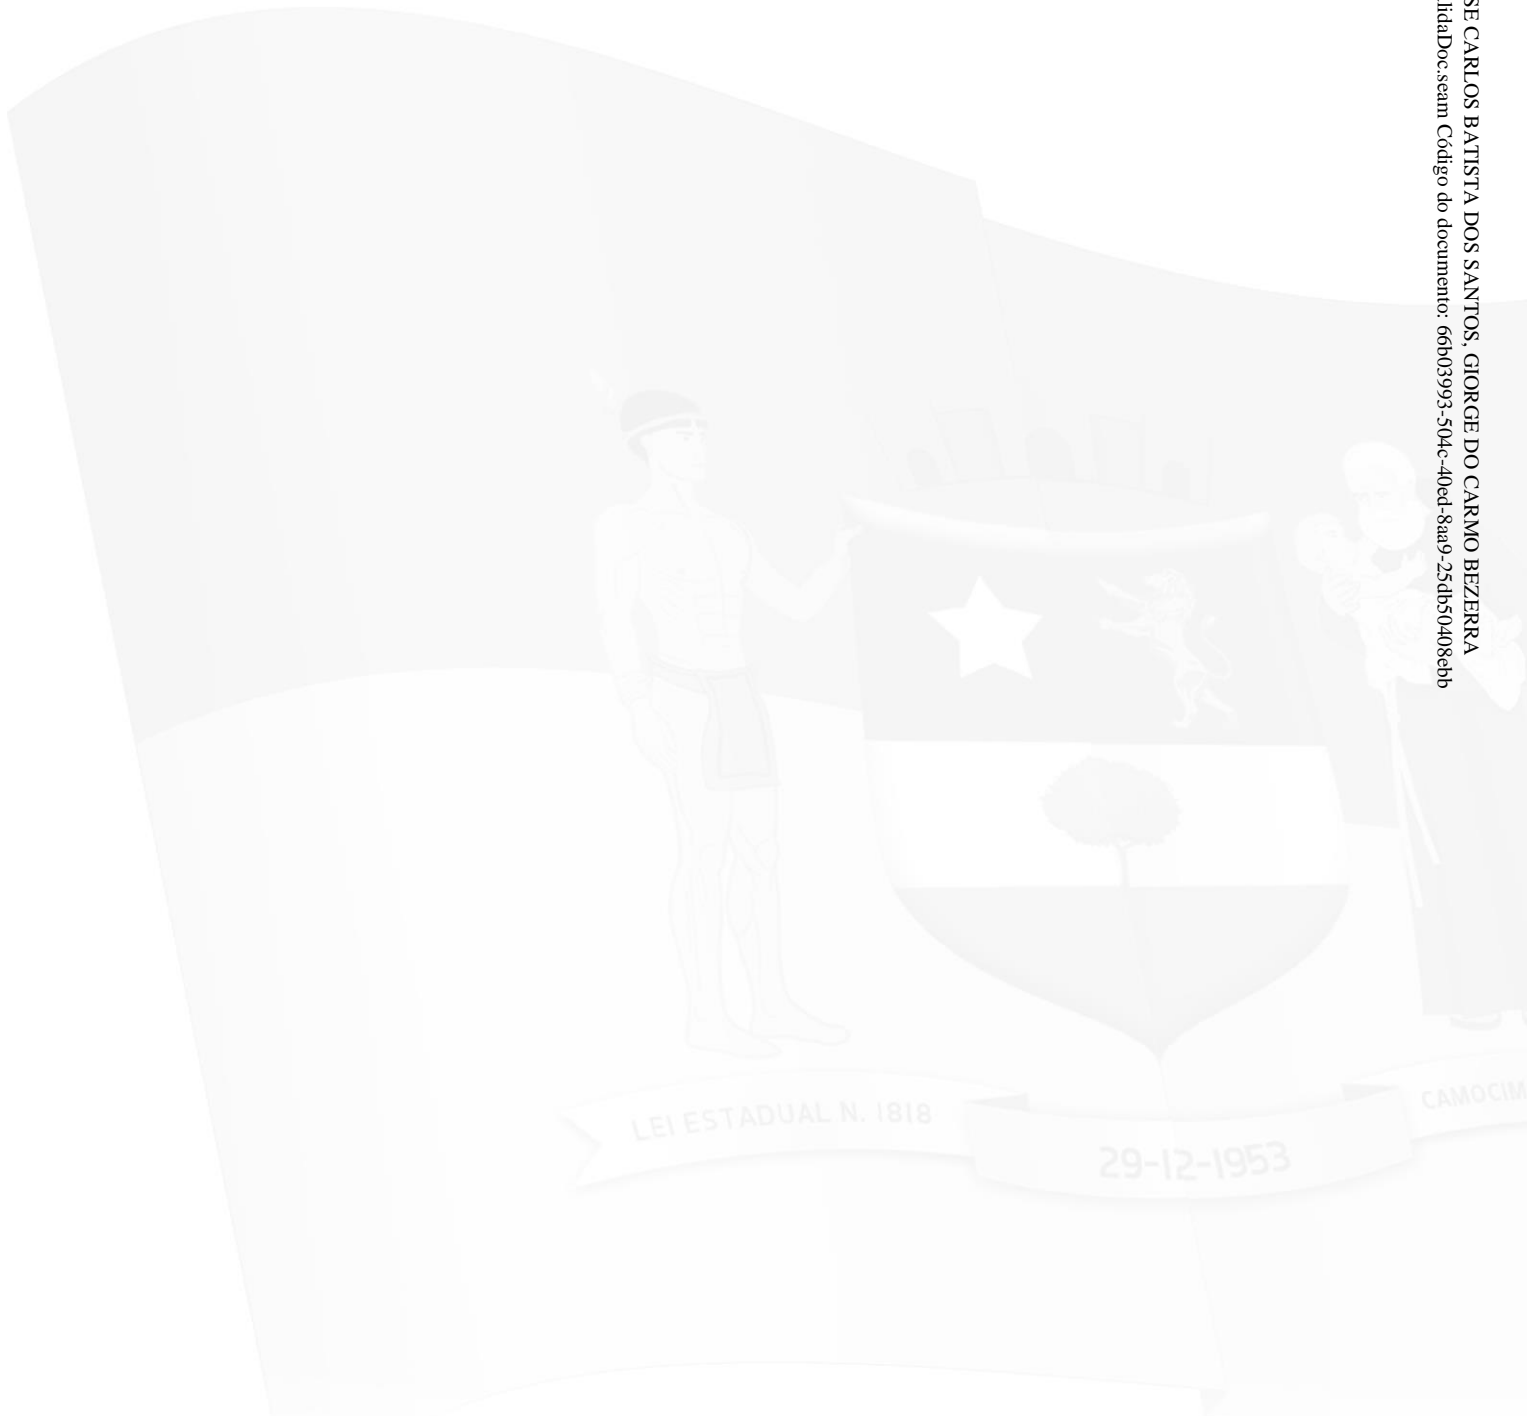 SE CARLOS BATISTA DOS SANTOS, GIORGE DO CARMO BEZERRA
lidaDoc.seam Código do documento: 66b03993-504c-40ed-8aa9-25db50408ebb
LEI ESTADUAL N. 1818
29-12-1953
CAMOCIM